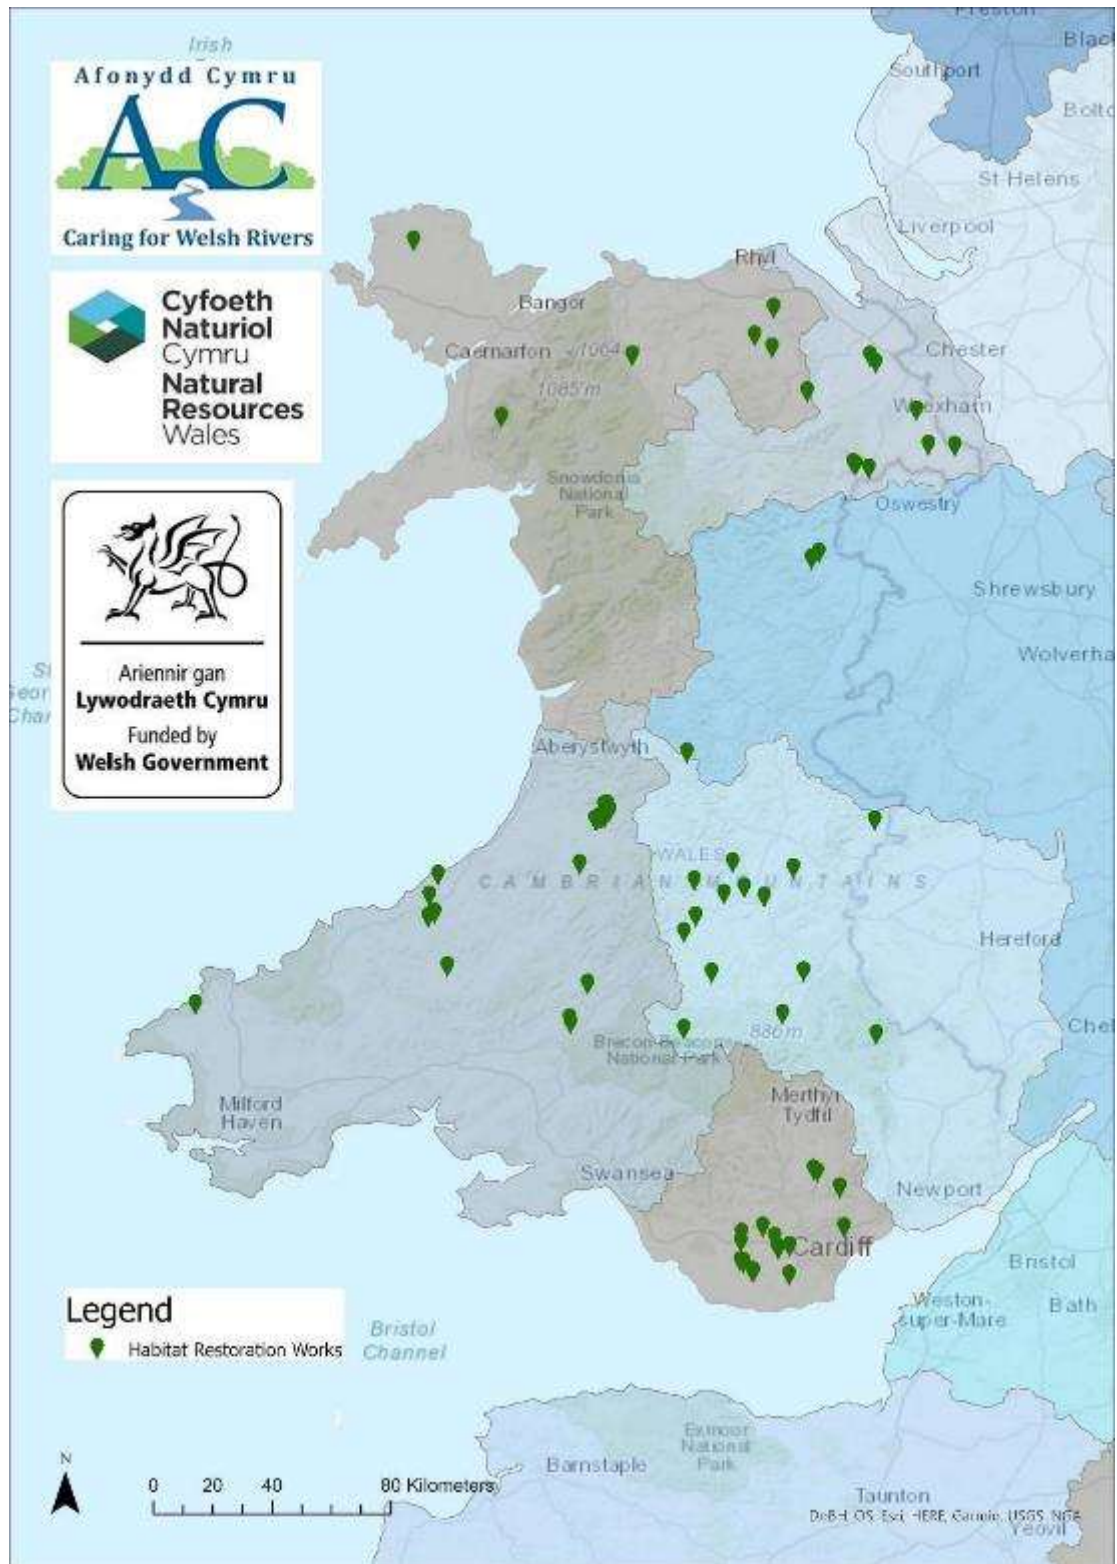 Irish
Afonydd Cymru
AC
Caring for Welsh Rivers
Cyfoeth
Naturiol
Cymru
Natural
Resources
Wales
Ariennir gan
Lywodraeth Cymru
Funded by
Welsh Government
Preston
Southport
St Helens
Liverpool
Rhyl
Bangor
Caernarfon
1064
1085 m
Chester
Wrexham
Snowdonia
National
Park
Oswestry
Shrewsbury
Aberystwyth
WALES
CAMBRIAN MOUNTAINS
Hereford
886 m
Brecon Beacons
National Park
Merthyr
Tydfil
Milford
Haven
Swansea
Newport
Cardiff
Bristol
Weston-
super-Mare
Bath
Legend
Habitat Restoration Works
Bristol
Channel
Exmoor
National
Park
Barnstaple
Taunton
Yeovil
N
0 20 40 80 Kilometers